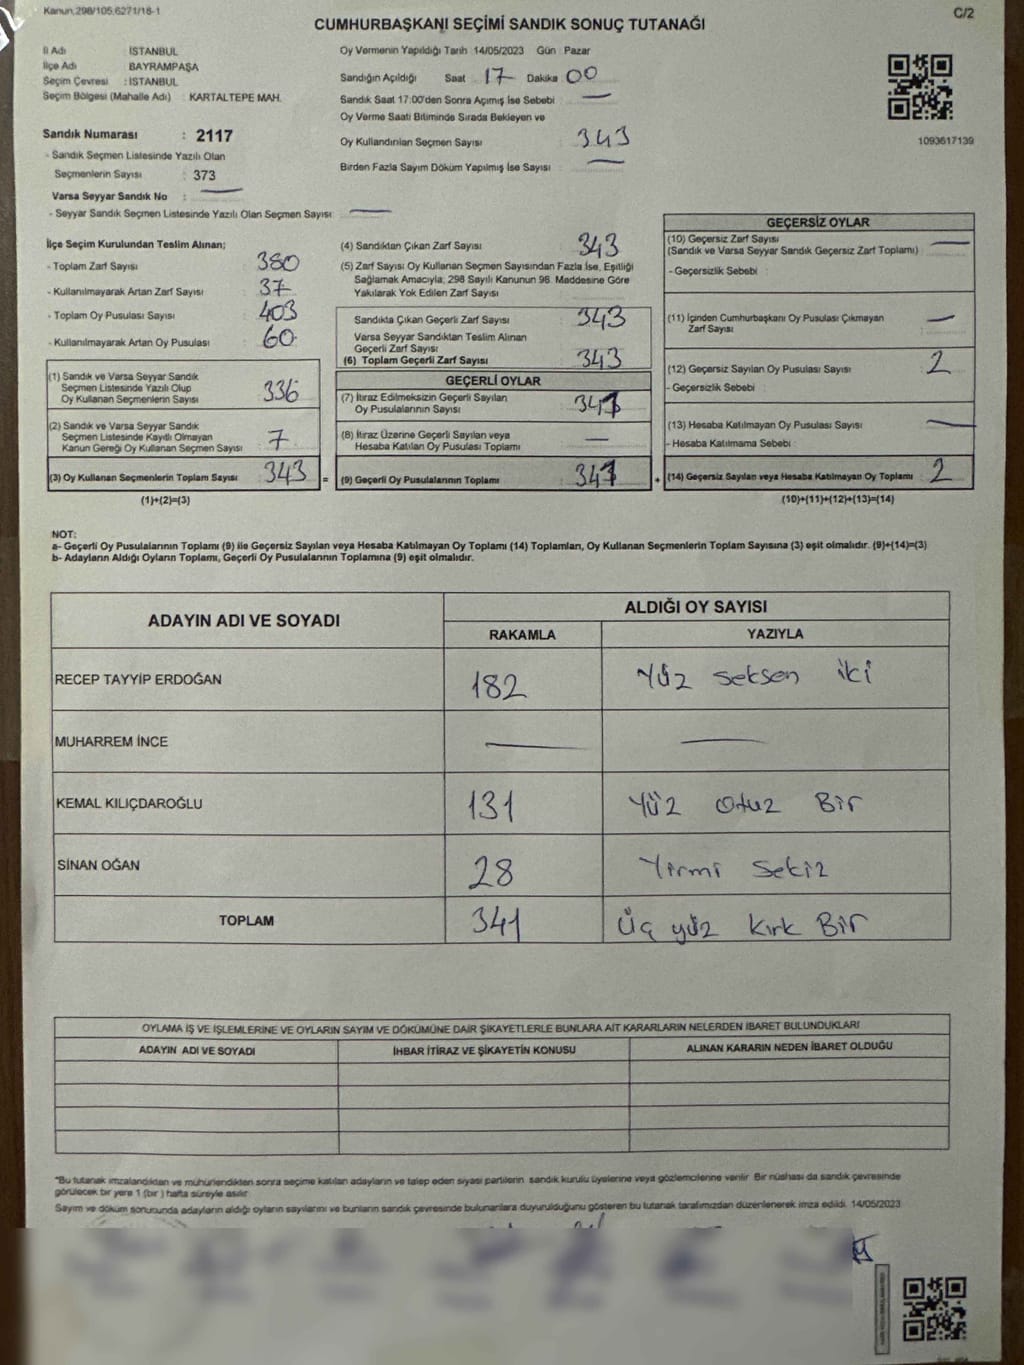 Kanun,298/105,6271/18-1
C/2
CUMHURBAŞKANI SEÇİMİ SANDIK SONUÇ TUTANAĞI
İl Adı : İSTANBUL
İlçe Adı : BAYRAMPAŞA
Seçim Çevresi : İSTANBUL
Seçim Bölgesi (Mahalle Adı) : KARTALTEPE MAH.
Sandık Numarası : 2117
- Sandık Seçmen Listesinde Yazılı Olan
Seçmenlerin Sayısı : 373
Varsa Seyyar Sandık No : —
- Seyyar Sandık Seçmen Listesinde Yazılı Olan Seçmen Sayısı: —
Oy Vermenin Yapıldığı Tarih :14/05/2023 Gün : Pazar
Sandığın Açıldığı Saat 17 Dakika 00
Sandık Saat 17:00'den Sonra Açımış İse Sebebi : —
Oy Verme Saati Bitiminde Sırada Bekleyen ve
Oy Kullandırılan Seçmen Sayısı : 343
Birden Fazla Sayım Döküm Yapılmış İse Sayısı : —
1093617139
İlçe Seçim Kurulundan Teslim Alınan;
- Toplam Zarf Sayısı : 380
- Kullanılmayarak Artan Zarf Sayısı : 37
- Toplam Oy Pusulası Sayısı : 403
- Kullanılmayarak Artan Oy Pusulası : 60
(1) Sandık ve Varsa Seyyar Sandık
Seçmen Listesinde Yazılı Olup
Oy Kullanan Seçmenlerin Sayısı : 336
(2) Sandık ve Varsa Seyyar Sandık
Seçmen Listesinde Kayıtlı Olmayan
Kanun Gereği Oy Kullanan Seçmen Sayısı : 7
(3) Oy Kullanan Seçmenlerin Toplam Sayısı : 343
(1)+(2)=(3)
(4) Sandıktan Çıkan Zarf Sayısı : 343
(5) Zarf Sayısı Oy Kullanan Seçmen Sayısından Fazla İse, Eşitliği
Sağlamak Amacıyla; 298 Sayılı Kanunun 98. Maddesine Göre
Yakılarak Yok Edilen Zarf Sayısı :
Sandıkta Çıkan Geçerli Zarf Sayısı : 343
Varsa Seyyar Sandıktan Teslim Alınan
Geçerli Zarf Sayısı :
(6) Toplam Geçerli Zarf Sayısı : 343
GEÇERLİ OYLAR
(7) İtiraz Edilmeksizin Geçerli Sayılan
Oy Pusulalarının Sayısı : 341
(8) İtiraz Üzerine Geçerli Sayılan veya
Hesaba Katılan Oy Pusulası Toplamı : —
= (9) Geçerli Oy Pusulalarının Toplamı : 341
GEÇERSİZ OYLAR
(10) Geçersiz Zarf Sayısı : —
(Sandık ve Varsa Seyyar Sandık Geçersiz Zarf Toplamı)
- Geçersizlik Sebebi :
(11) İçinden Cumhurbaşkanı Oy Pusulası Çıkmayan
Zarf Sayısı : —
(12) Geçersiz Sayılan Oy Pusulası Sayısı : 2
- Geçersizlik Sebebi :
(13) Hesaba Katılmayan Oy Pusulası Sayısı : —
- Hesaba Katılmama Sebebi :
+ (14) Geçersiz Sayılan veya Hesaba Katılmayan Oy Toplamı : 2
(10)+(11)+(12)+(13)=(14)
NOT:
a- Geçerli Oy Pusulalarının Toplamı (9) ile Geçersiz Sayılan veya Hesaba Katılmayan Oy Toplamı (14) Toplamları, Oy Kullanan Seçmenlerin Toplam Sayısına (3) eşit olmalıdır. (9)+(14)=(3)
b- Adayların Aldığı Oyların Toplamı, Geçerli Oy Pusulalarının Toplamına (9) eşit olmalıdır.
ADAYIN ADI VE SOYADI
ALDIĞI OY SAYISI
RAKAMLA YAZIYLA
RECEP TAYYİP ERDOĞAN 182 Yüz seksen iki
MUHARREM İNCE — —
KEMAL KILIÇDAROĞLU 131 Yüz otuz Bir
SİNAN OĞAN 28 Yirmi Sekiz
TOPLAM 341 Üç yüz Kırk Bir
OYLAMA İŞ VE İŞLEMLERİNE VE OYLARIN SAYIM VE DÖKÜMÜNE DAİR ŞİKAYETLERLE BUNLARA AİT KARARLARIN NELERDEN İBARET BULUNDUKLARI
ADAYIN ADI VE SOYADI İHBAR İTİRAZ VE ŞİKAYETİN KONUSU ALINAN KARARIN NEDEN İBARET OLDUĞU
*Bu tutanak imzalandıktan ve mühürlendikten sonra seçime katılan adayların ve talep eden siyasi partilerin sandık kurulu üyelerine veya gözlemcilerine verilir. Bir nüshası da sandık çevresinde
görülecek bir yere 1 (bir ) hafta süreyle asılır.
Sayım ve döküm sonucunda adayların aldığı oyların sayılarını ve bunların sandık çevresinde bulunanlara duyurulduğunu gösteren bu tutanak tarafımızdan düzenlenerek imza edildi. 14/05/2023